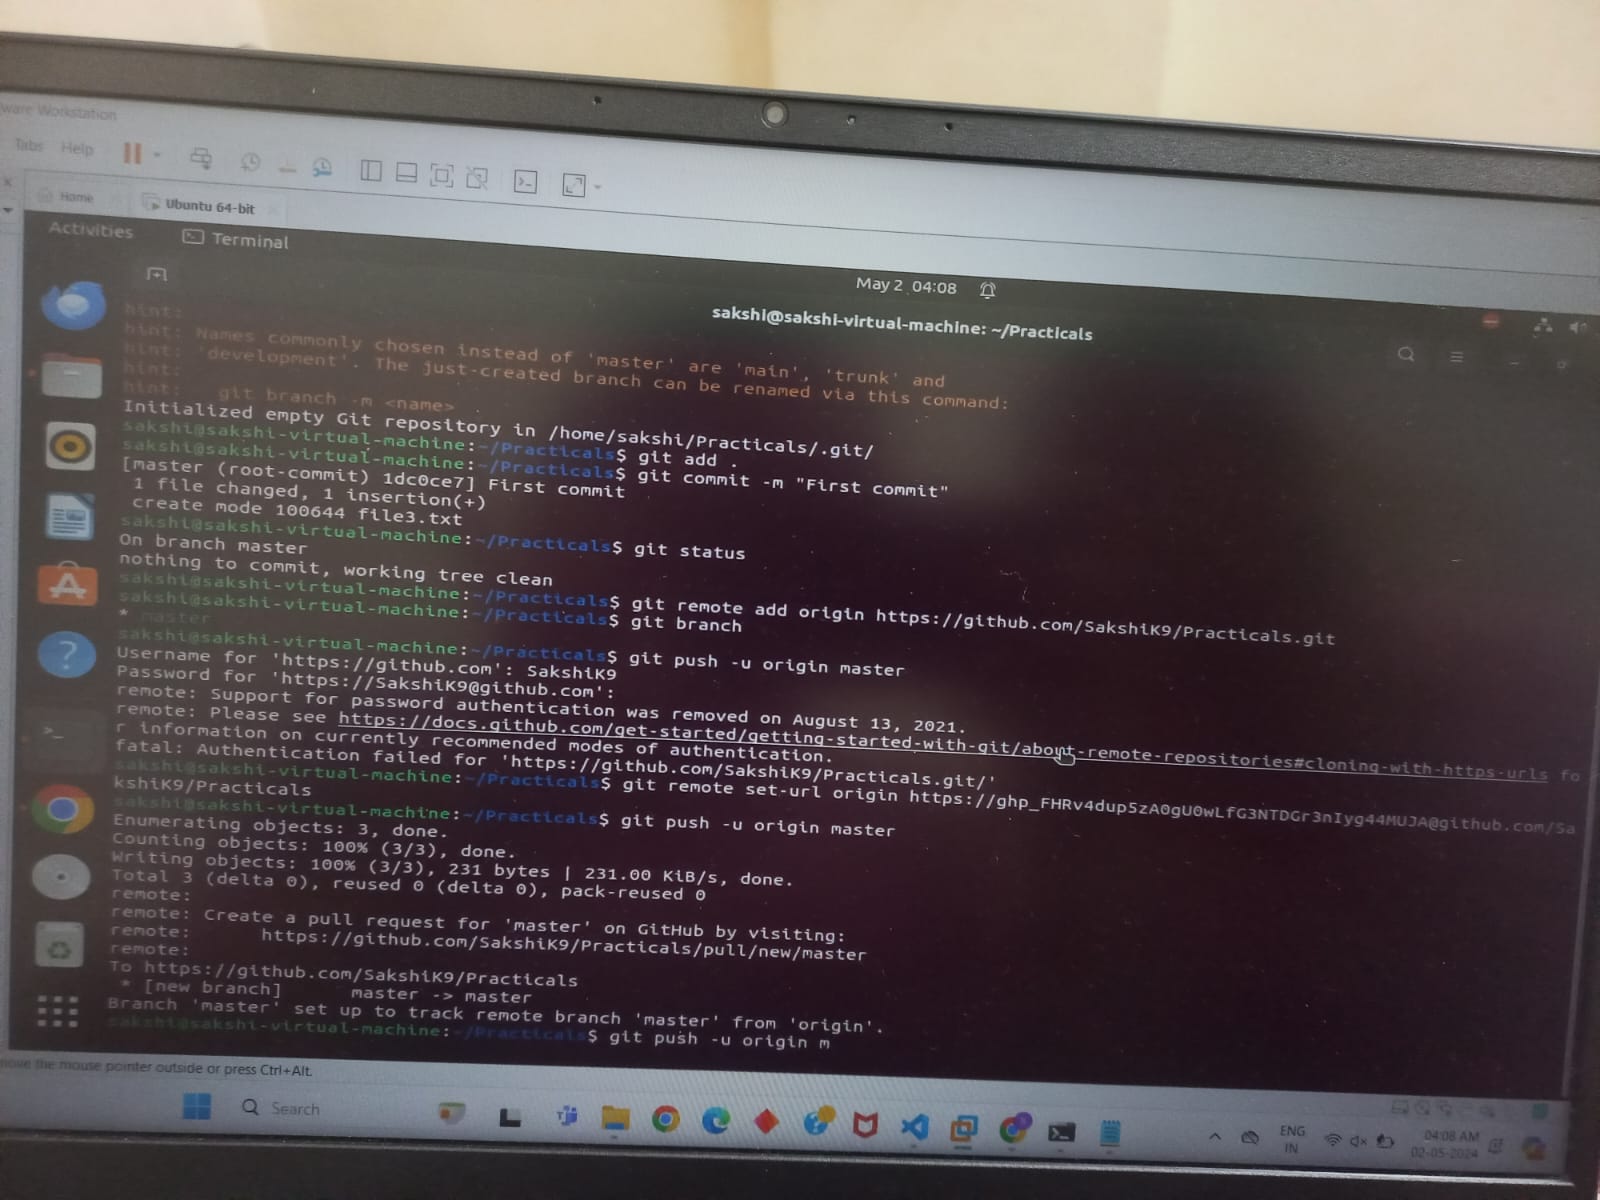 ware Workstation
Tabs Help
Home Ubuntu 64-bit
Activities Terminal
May 2 04:08
sakshi@sakshi-virtual-machine: ~/Practicals
hint:
hint: Names commonly chosen instead of 'master' are 'main', 'trunk' and
hint: 'development'. The just-created branch can be renamed via this command:
hint:
hint: git branch -m <name>
Initialized empty Git repository in /home/sakshi/Practicals/.git/
sakshi@sakshi-virtual-machine:~/Practicals$ git add .
sakshi@sakshi-virtual-machine:~/Practicals$ git commit -m "First commit"
[master (root-commit) 1dc0ce7] First commit
1 file changed, 1 insertion(+)
create mode 100644 file3.txt
sakshi@sakshi-virtual-machine:~/Practicals$ git status
On branch master
nothing to commit, working tree clean
sakshi@sakshi-virtual-machine:~/Practicals$ git remote add origin https://github.com/SakshiK9/Practicals.git
sakshi@sakshi-virtual-machine:~/Practicals$ git branch
* master
sakshi@sakshi-virtual-machine:~/Practicals$ git push -u origin master
Username for 'https://github.com': SakshiK9
Password for 'https://SakshiK9@github.com':
remote: Support for password authentication was removed on August 13, 2021.
remote: Please see https://docs.github.com/get-started/getting-started-with-git/about-remote-repositories#cloning-with-https-urls fo
r information on currently recommended modes of authentication.
fatal: Authentication failed for 'https://github.com/SakshiK9/Practicals.git/'
sakshi@sakshi-virtual-machine:~/Practicals$ git remote set-url origin https://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@github.com/Sa
kshiK9/Practicals
sakshi@sakshi-virtual-machine:~/Practicals$ git push -u origin master
Enumerating objects: 3, done.
Counting objects: 100% (3/3), done.
Writing objects: 100% (3/3), 231 bytes | 231.00 KiB/s, done.
Total 3 (delta 0), reused 0 (delta 0), pack-reused 0
remote:
remote: Create a pull request for 'master' on GitHub by visiting:
remote: https://github.com/SakshiK9/Practicals/pull/new/master
remote:
To https://github.com/SakshiK9/Practicals
* [new branch] master -> master
Branch 'master' set up to track remote branch 'master' from 'origin'.
sakshi@sakshi-virtual-machine:~/Practicals$ git push -u origin m
move the mouse pointer outside or press Ctrl+Alt.
Search
ENG
IN
04:08 AM
02-05-2024